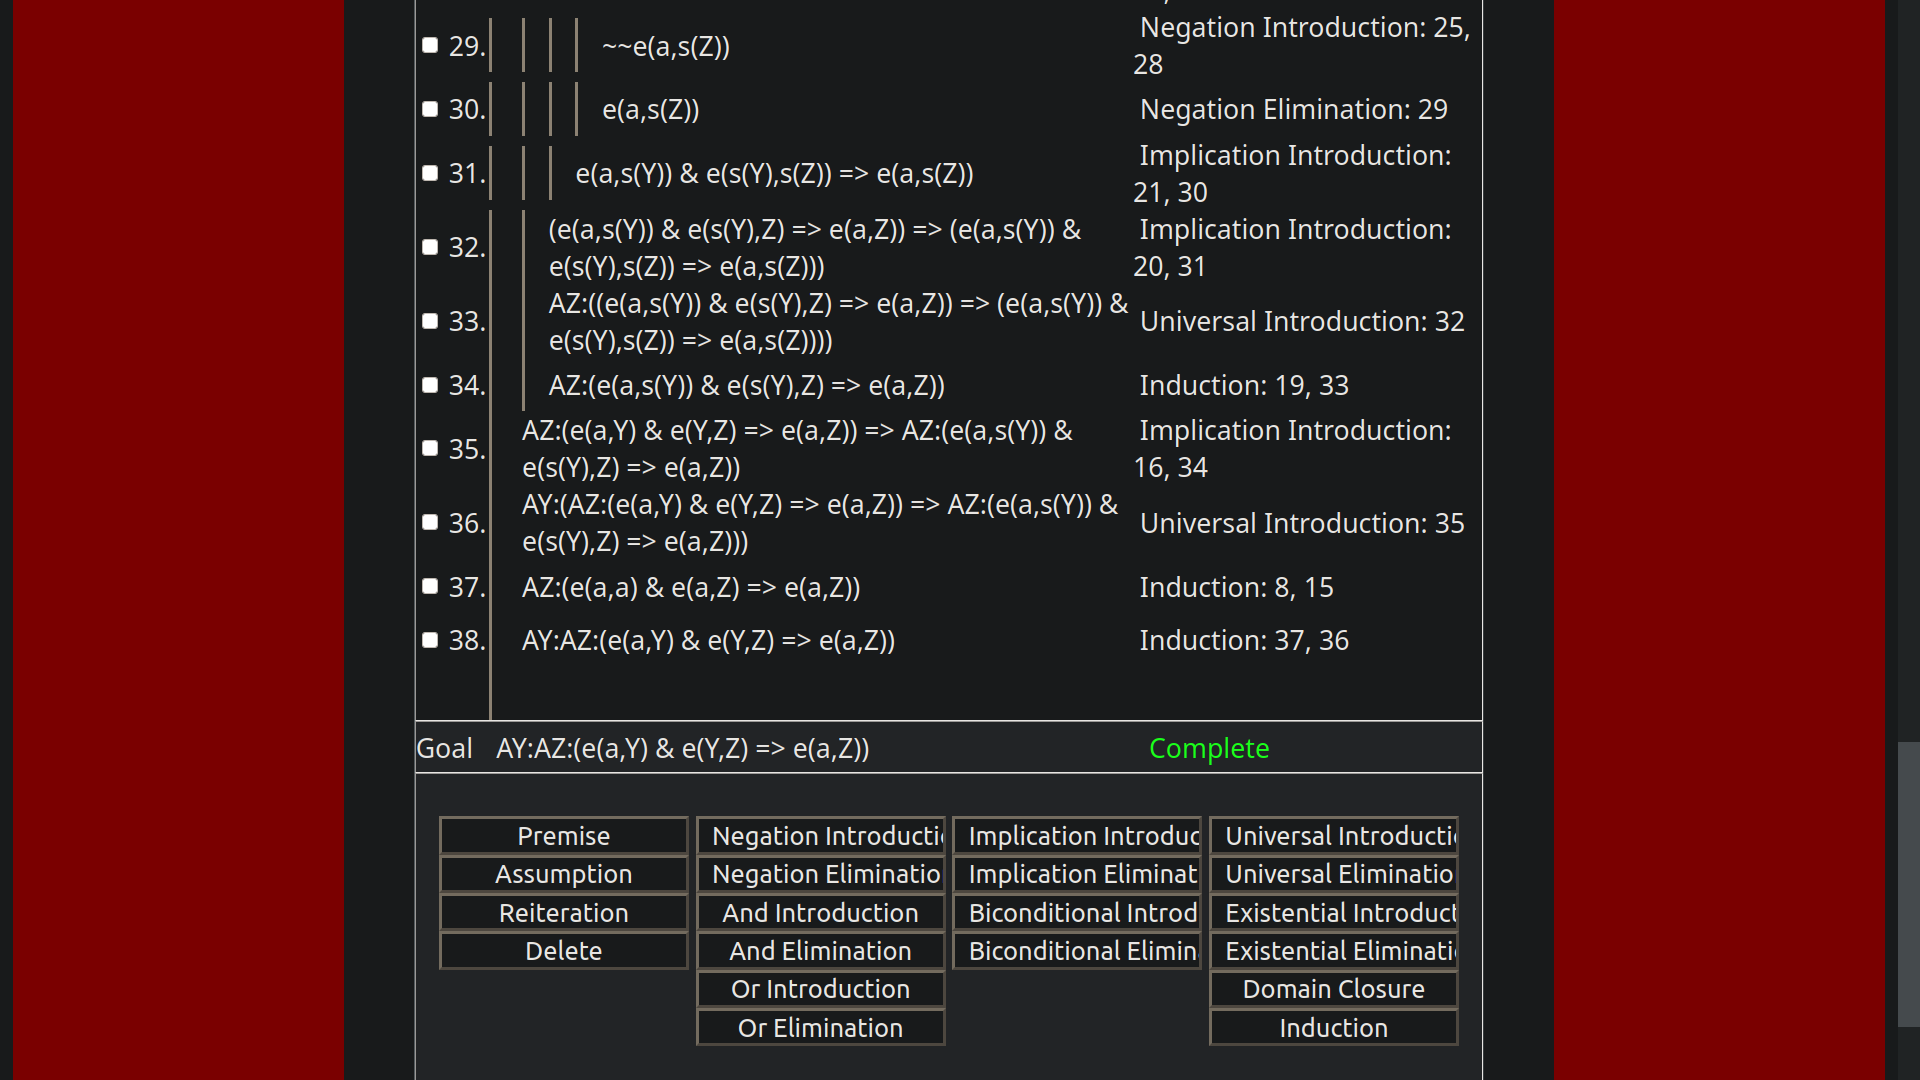 Negation Introduction: 25,
29. ~~e(a,s(Z))
28
30. e(a,s(Z)) Negation Elimination: 29
Implication Introduction:
31. e(a,s(Y)) & e(s(Y),s(Z)) => e(a,s(Z))
21, 30
(e(a,s(Y)) & e(s(Y),Z) => e(a,Z)) => (e(a,s(Y)) & Implication Introduction:
32.
e(s(Y),s(Z)) => e(a,s(Z))) 20, 31
AZ:((e(a,s(Y)) & e(s(Y),Z) => e(a,Z)) => (e(a,s(Y)) &
33. Universal Introduction: 32
e(s(Y),s(Z)) => e(a,s(Z))))
34. AZ:(e(a,s(Y)) & e(s(Y),Z) => e(a,Z)) Induction: 19, 33
AZ:(e(a,Y) & e(Y,Z) => e(a,Z)) => AZ:(e(a,s(Y)) & Implication Introduction:
35.
e(s(Y),Z) => e(a,Z)) 16, 34
AY:(AZ:(e(a,Y) & e(Y,Z) => e(a,Z)) => AZ:(e(a,s(Y)) &
36. Universal Introduction: 35
e(s(Y),Z) => e(a,Z)))
37. AZ:(e(a,a) & e(a,Z) => e(a,Z)) Induction: 8, 15
38. AY:AZ:(e(a,Y) & e(Y,Z) => e(a,Z)) Induction: 37, 36
Goal AY:AZ:(e(a,Y) & e(Y,Z) => e(a,Z)) Complete
Premise Negation Introducti Implication Introduc Universal Introducti
Assumption Negation Eliminatio Implication Eliminat Universal Eliminatio
Reiteration And Introduction Biconditional Introd Existential Introduct
Delete And Elimination Biconditional Elimin Existential Eliminati
Or Introduction Domain Closure
Or Elimination Induction